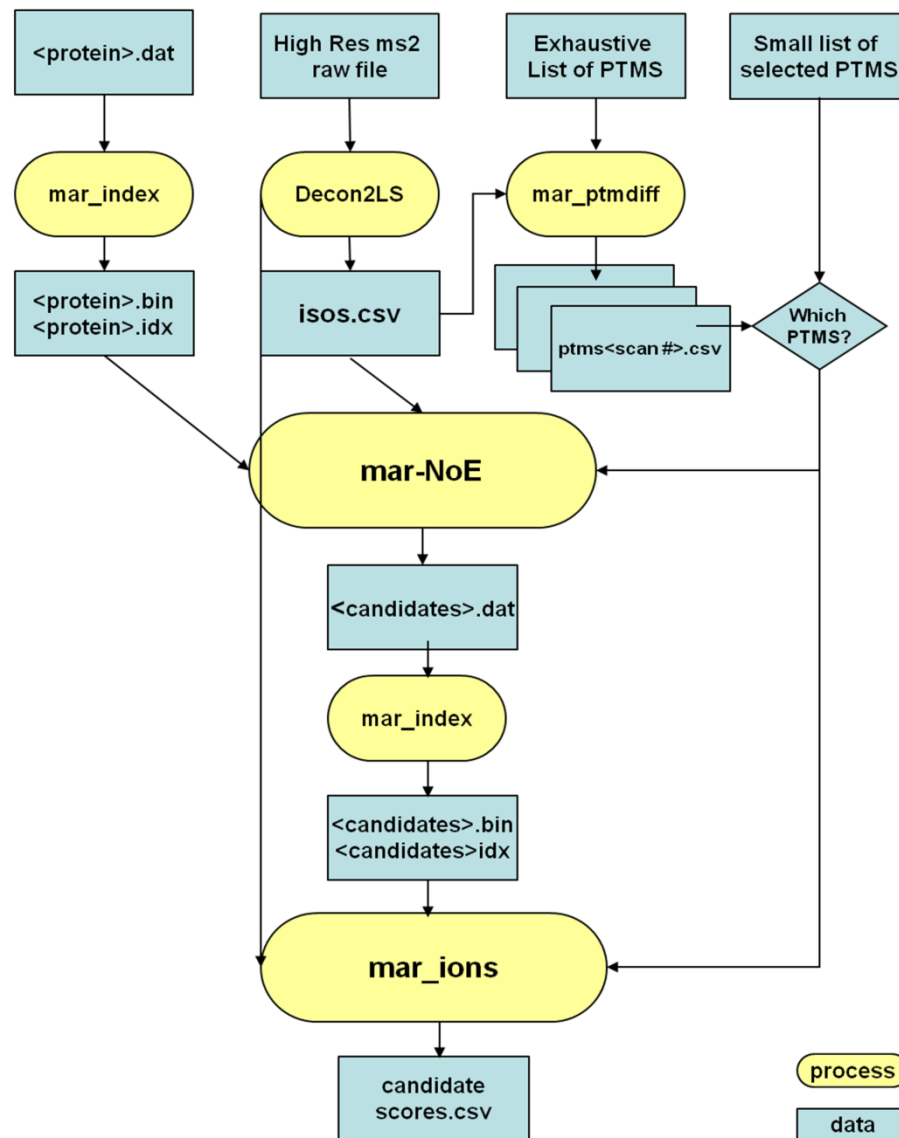 <protein>.dat
High Res ms2
raw file
Exhaustive
List of PTMS
Small list of
selected PTMS
mar_index
Decon2LS
mar_ptmdiff
<protein>.bin
<protein>.idx
isos.csv
ptms<scan #>.csv
Which
PTMS?
mar-NoE
<candidates>.dat
mar_index
<candidates>.bin
<candidates>idx
mar_ions
candidate
scores.csv
process
data